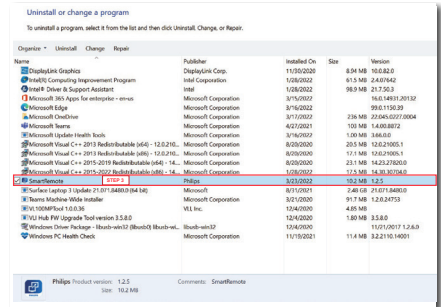 Uninstall or change a program
To uninstall a program, select it from the list and then click Uninstall, Change, or Repair.
Organize Uninstall Change Repair
Name Publisher Installed On Size Version
DisplayLink Graphics DisplayLink Corp. 11/30/2020 8.94 MB 10.0.82.0
Intel(R) Computing Improvement Program Intel Corporation 1/28/2022 61.5 MB 2.4.07642
Intel® Driver & Support Assistant Intel 1/28/2022 98.9 MB 21.7.50.3
Microsoft 365 Apps for enterprise - en-us Microsoft Corporation 3/15/2022 16.0.14931.20132
Microsoft Edge Microsoft Corporation 3/16/2022 99.0.1150.39
Microsoft OneDrive Microsoft Corporation 3/17/2022 236 MB 22.045.0227.0004
Microsoft Teams Microsoft Corporation 4/27/2021 103 MB 1.4.00.8872
Microsoft Update Health Tools Microsoft Corporation 3/16/2022 1.00 MB 3.66.0.0
Microsoft Visual C++ 2013 Redistributable (x64) - 12.0.210... Microsoft Corporation 8/20/2020 20.5 MB 12.0.21005.1
Microsoft Visual C++ 2013 Redistributable (x86) - 12.0.210... Microsoft Corporation 8/20/2020 17.1 MB 12.0.21005.1
Microsoft Visual C++ 2015-2019 Redistributable (x64) - 14.... Microsoft Corporation 8/20/2020 23.1 MB 14.23.27820.0
Microsoft Visual C++ 2015-2022 Redistributable (x86) - 14.... Microsoft Corporation 1/28/2022 17.5 MB 14.30.30704.0
SmartRemote STEP 3 Philips 3/23/2022 10.2 MB 1.2.5
Surface Laptop 3 Update 21.071.8480.0 (64 bit) Microsoft 8/31/2021 2.48 GB 21.071.8480.0
Teams Machine-Wide Installer Microsoft Corporation 3/21/2021 91.7 MB 1.2.0.24753
VL100MPTool 1.0.0.36 VLI, Inc. 12/4/2020 4.85 MB
VLI Hub FW Upgrade Tool version 3.5.8.0 12/4/2020 1.80 MB 3.5.8.0
Windows Driver Package - libusb-win32 (libusb0) libusb-wi... libusb-win32 12/4/2020 11/21/2017 1.2.6.0
Windows PC Health Check Microsoft Corporation 11/19/2021 11.4 MB 3.2.2110.14001
Philips Product version: 1.2.5 Comments: SmartRemote
Size: 10.2 MB